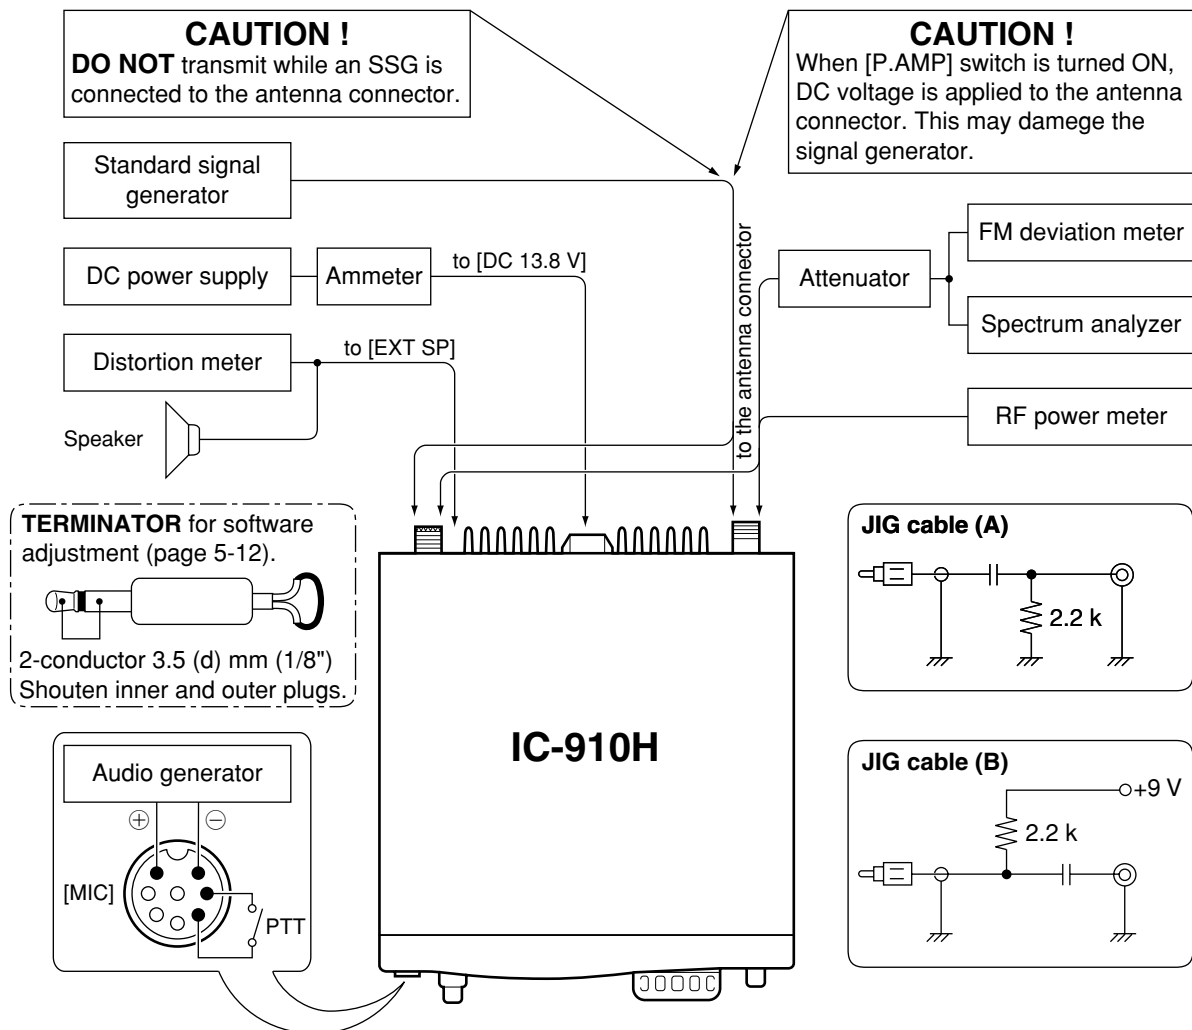 CAUTION !
DO NOT transmit while an SSG is
connected to the antenna connector.
CAUTION !
When [P.AMP] switch is turned ON,
DC voltage is applied to the antenna
connector. This may damege the
signal generator.
Standard signal
generator
DC power supply
Ammeter
to [DC 13.8 V]
Distortion meter
to [EXT SP]
Speaker
to the antenna connector
Attenuator
FM deviation meter
Spectrum analyzer
RF power meter
TERMINATOR for software
adjustment (page 5-12).
2-conductor 3.5 (d) mm (1/8")
Shouten inner and outer plugs.
JIG cable (A)
2.2 k
IC-910H
Audio generator
⊕ ⊖
[MIC]
PTT
JIG cable (B)
+9 V
2.2 k